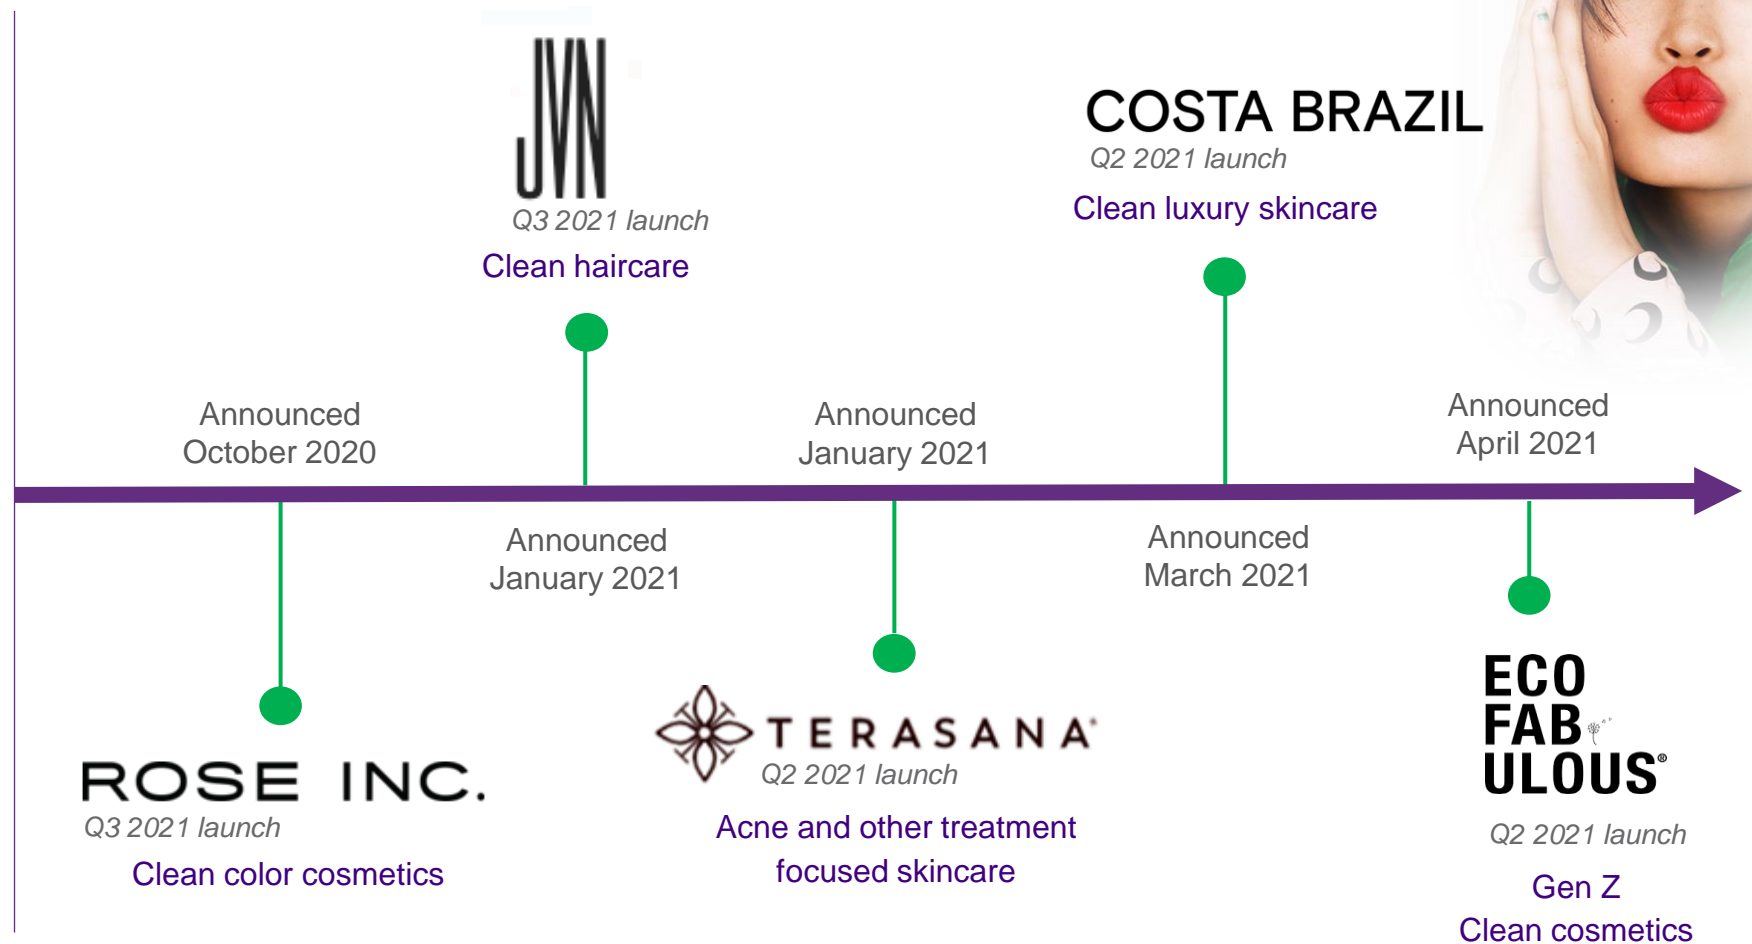 JVN
Q3 2021 launch
Clean haircare
COSTA BRAZIL
Q2 2021 launch
Clean luxury skincare
Announced
October 2020
Announced
January 2021
Announced
April 2021
Announced
January 2021
Announced
March 2021
ROSE INC.
Q3 2021 launch
Clean color cosmetics
TERASANA®
Q2 2021 launch
Acne and other treatment
focused skincare
ECO
FAB
ULOUS®
Q2 2021 launch
Gen Z
Clean cosmetics